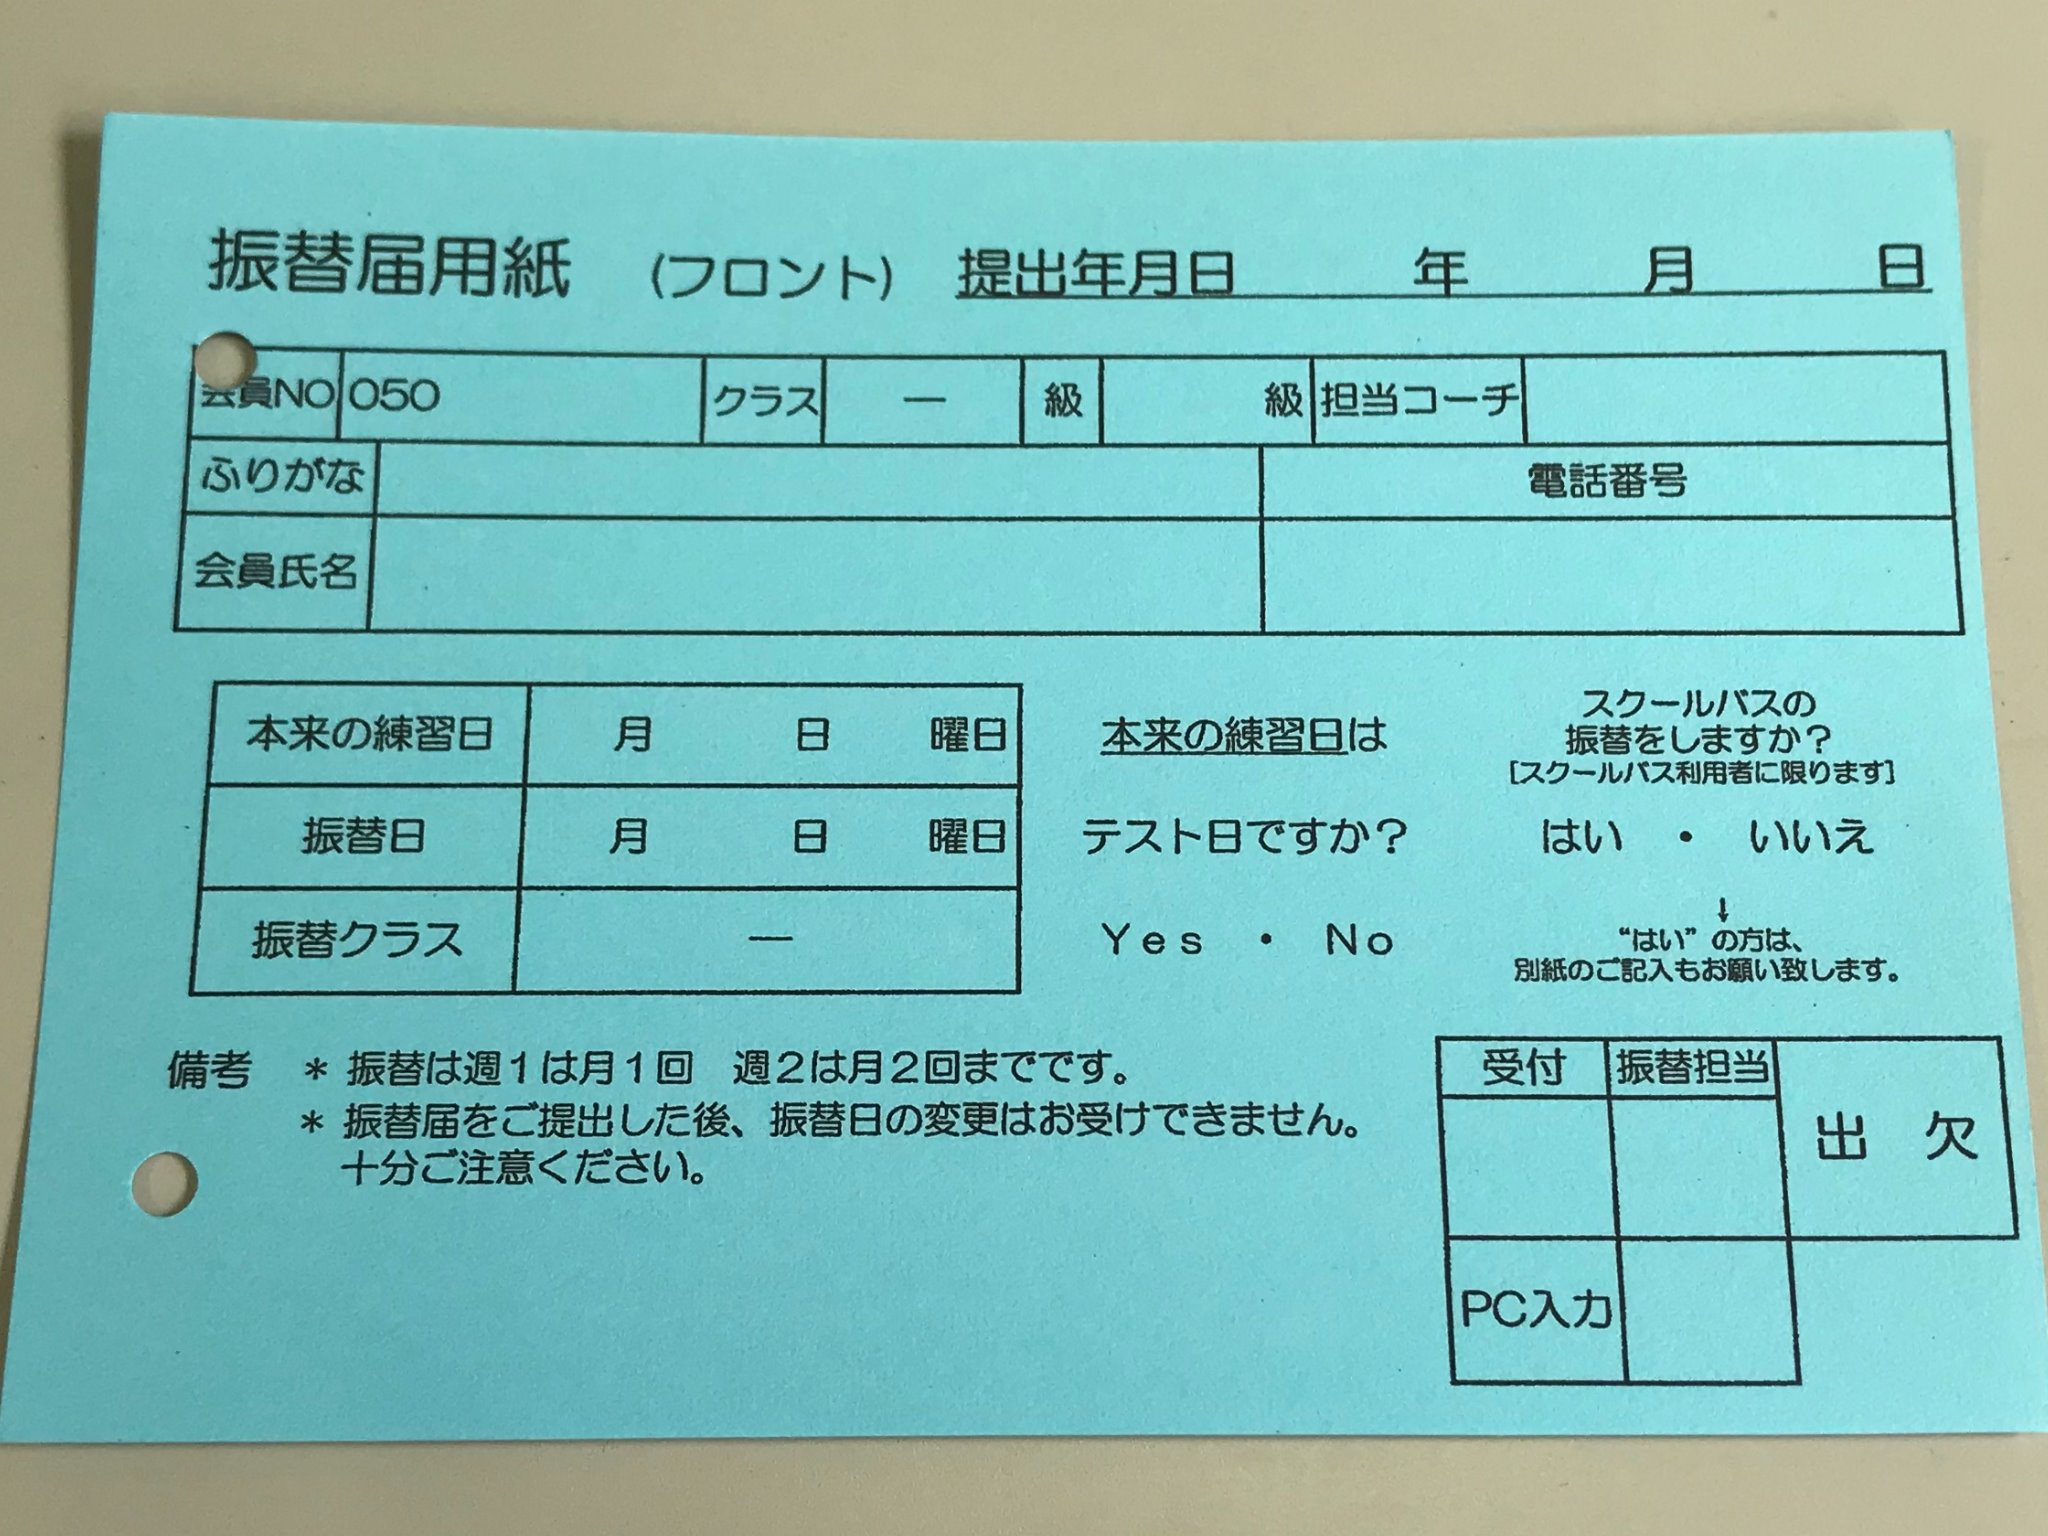 振替届用紙 (フロント) 提出年月日 年 月 日
会員NO 050 クラス — 級 級 担当コーチ
ふりがな 電話番号
会員氏名
本来の練習日 月 日 曜日
振替日 月 日 曜日
振替クラス —
本来の練習日は
テスト日ですか?
Yes ・ No
スクールバスの
振替をしますか?
[スクールバス利用者に限ります]
はい ・ いいえ
↓
“はい” の方は、
別紙のご記入もお願い致します。
備考 * 振替は週1は月1回 週2は月2回までです。
* 振替届をご提出した後、振替日の変更はお受けできません。
十分ご注意ください。
受付 振替担当 出 欠
PC入力